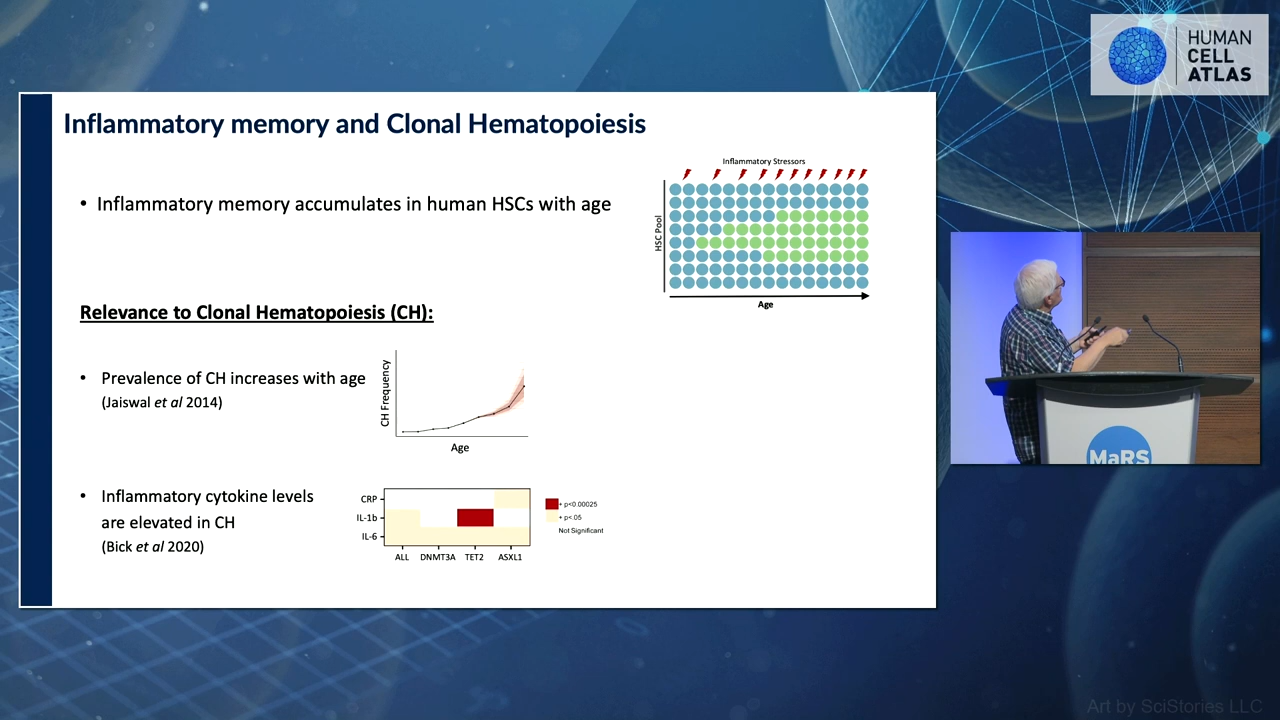 HUMAN
CELL
ATLAS
Inflammatory memory and Clonal Hematopoiesis
Inflammatory Stressors
• Inflammatory memory accumulates in human HSCs with age
HSC Pool
Age
Relevance to Clonal Hematopoiesis (CH):
• Prevalence of CH increases with age
(Jaiswal et al 2014)
CH Frequency
Age
• Inflammatory cytokine levels
are elevated in CH
(Bick et al 2020)
CRP
IL-1b
IL-6
ALL DNMT3A TET2 ASXL1
+ p<0.00025
+ p<.05
Not Significant
MaRS
Art by SciStories LLC